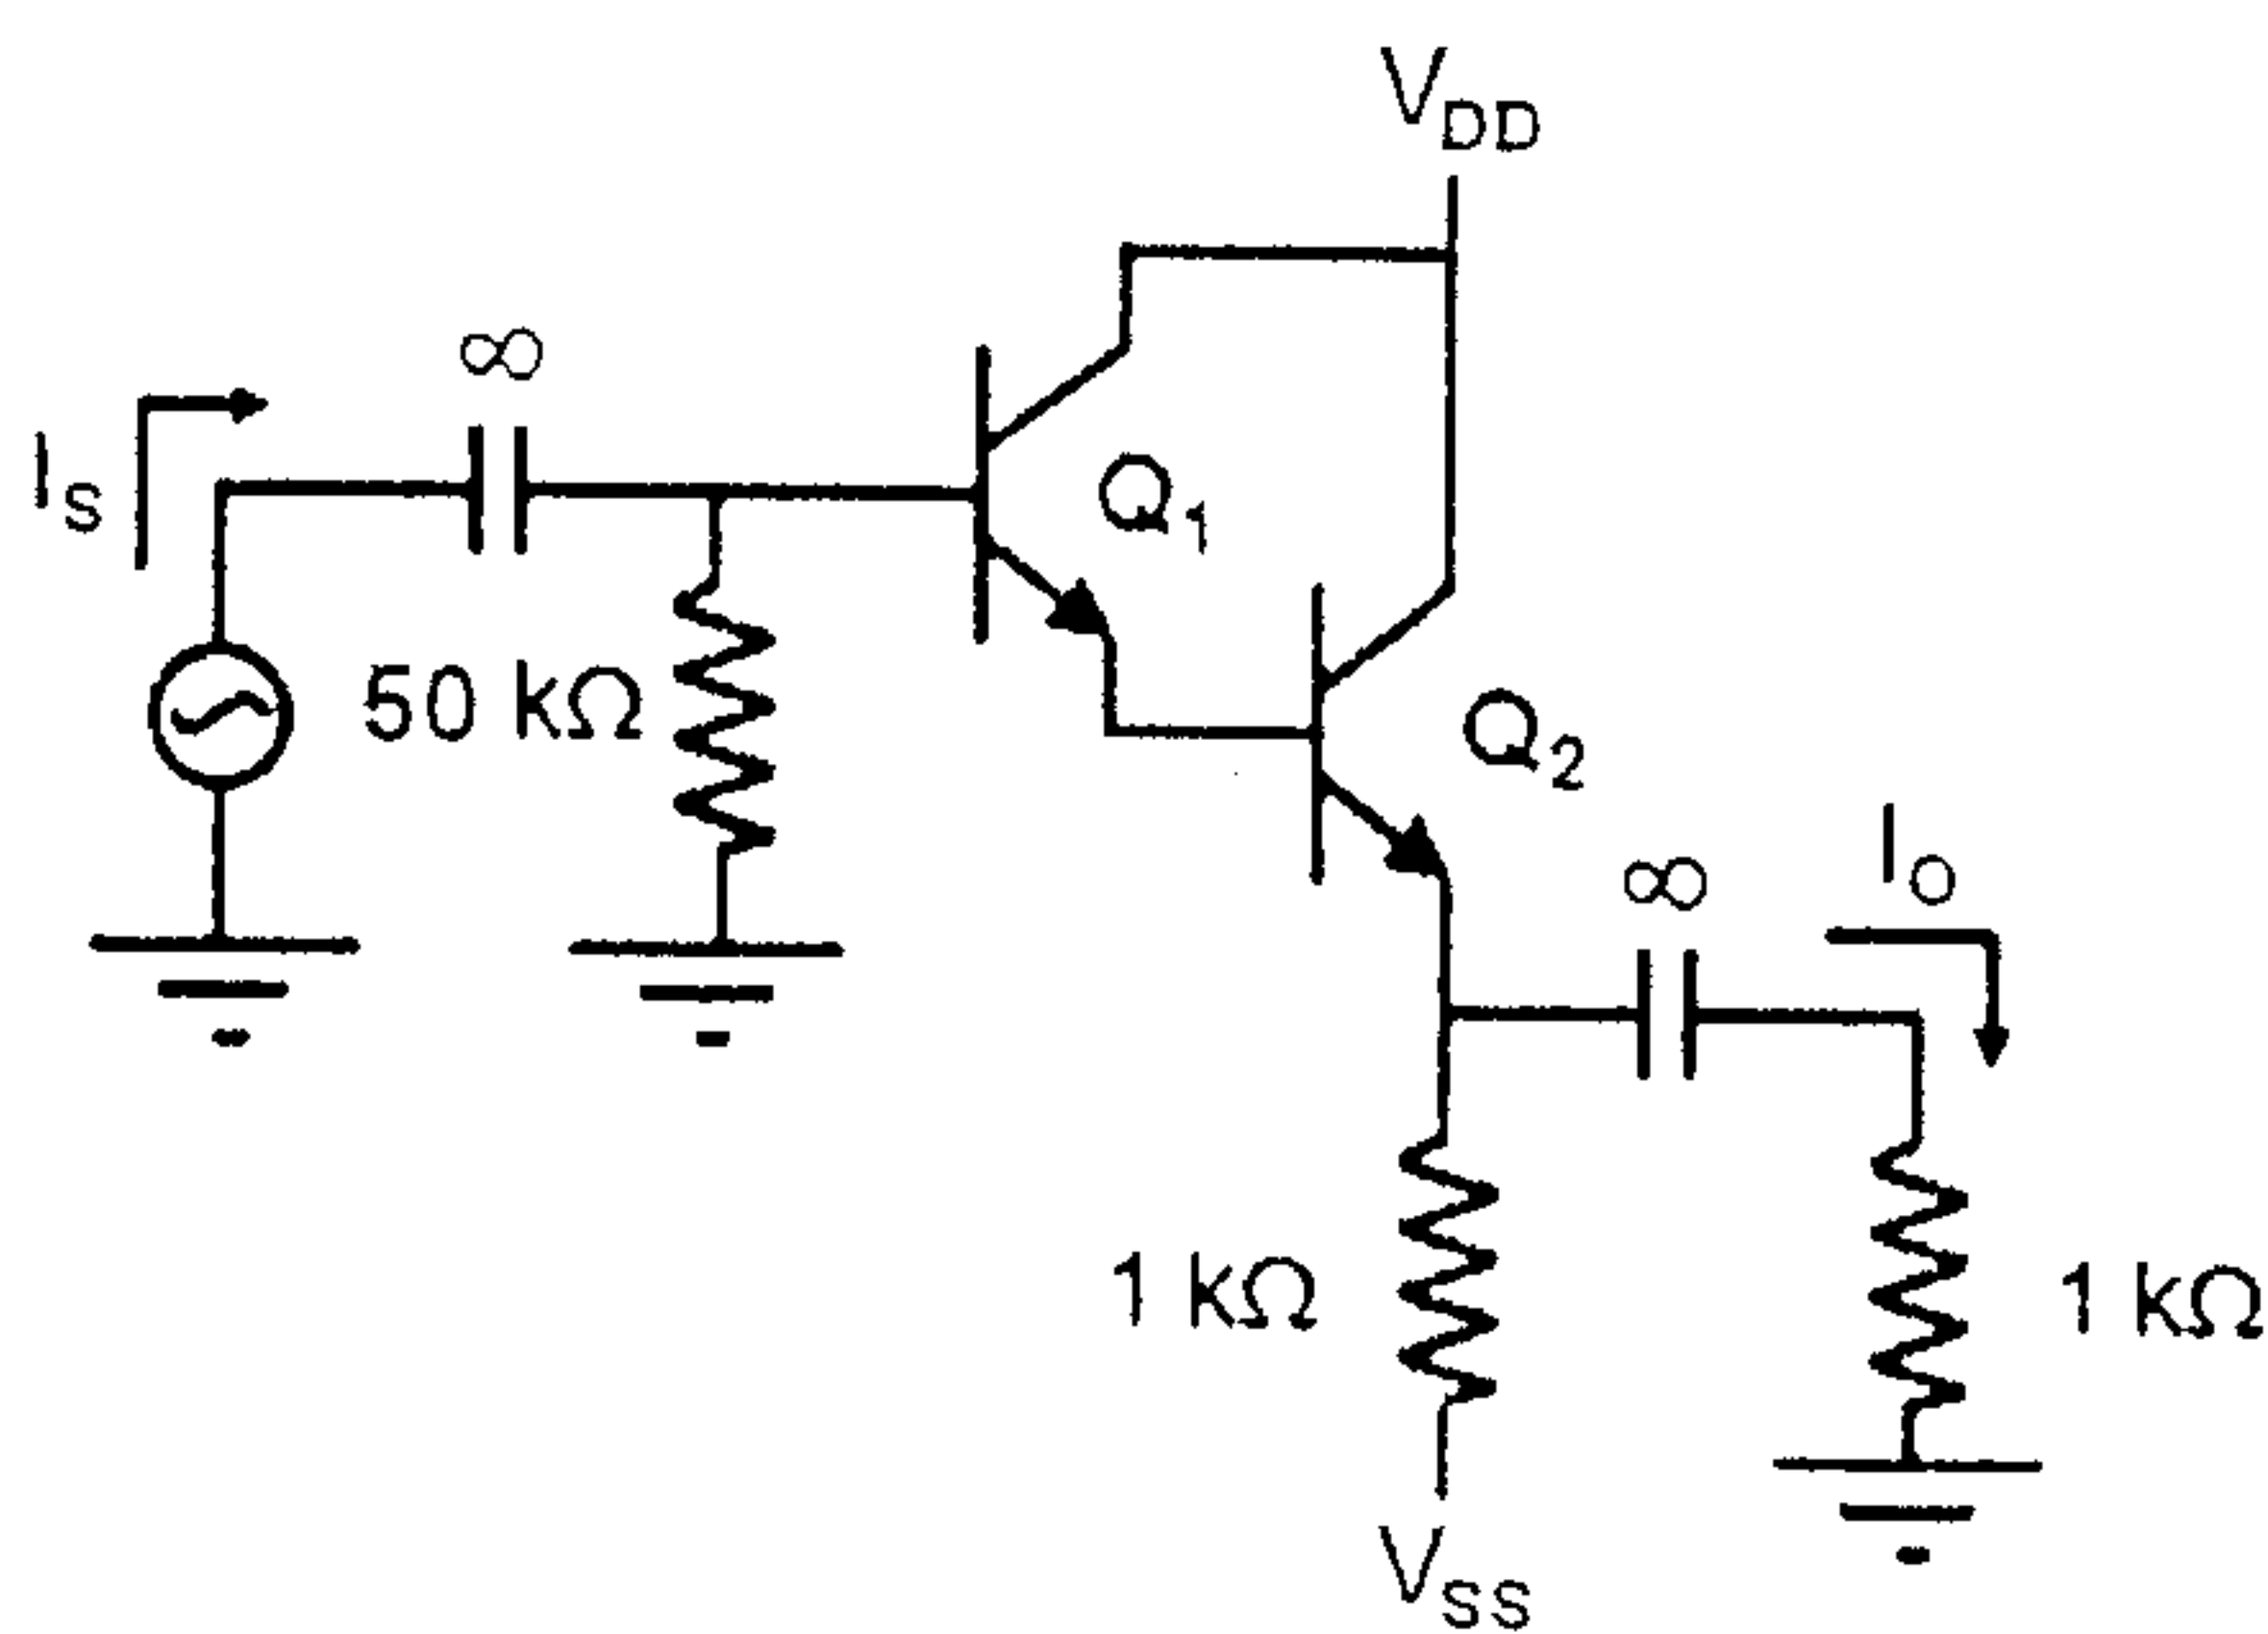 V_DD
∞
I_S
Q_1
50 kΩ
Q_2
I_O
∞
1 kΩ
1 kΩ
V_SS